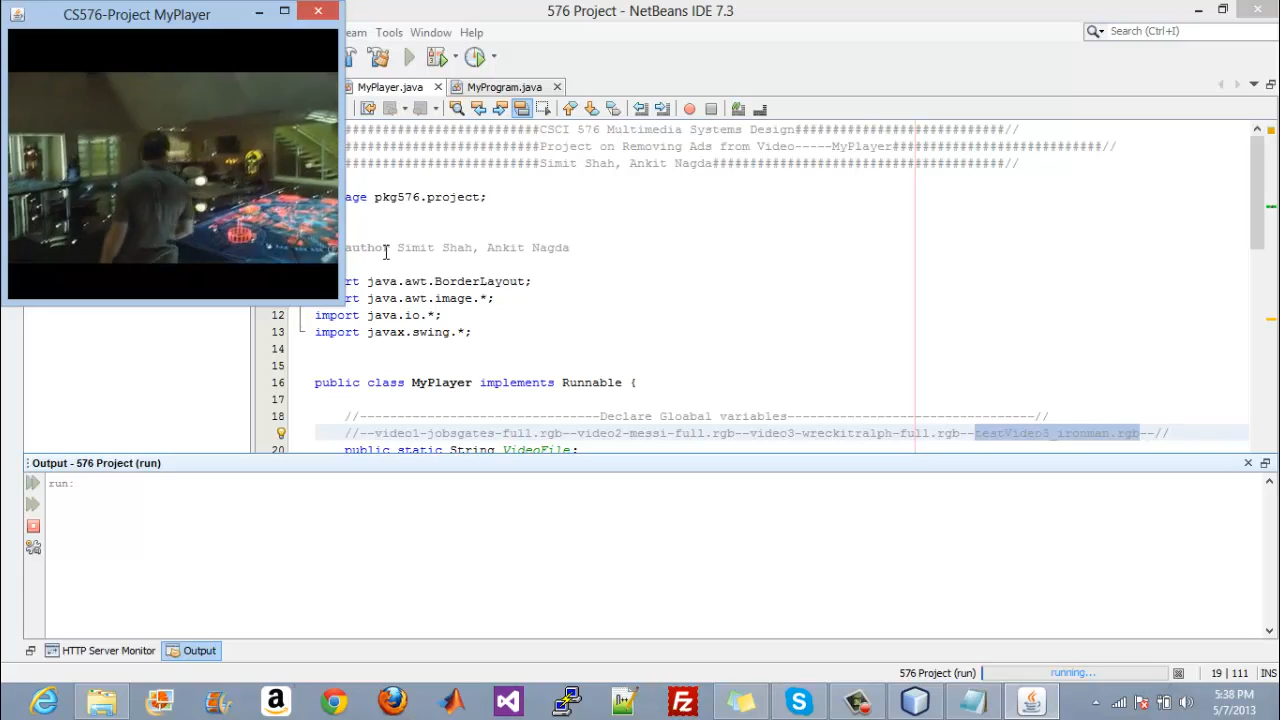 CS576-Project MyPlayer
576 Project - NetBeans IDE 7.3
eam Tools Window Help
Search (Ctrl+I)
MyPlayer.java
MyProgram.java
##########################CSCI 576 Multimedia Systems Design############################//
##########################Project on Removing Ads from Video-----MyPlayer############################//
##########################Simit Shah, Ankit Nagda#######################################//
age pkg576.project;
author Simit Shah, Ankit Nagda
rt java.awt.BorderLayout;
rt java.awt.image.*;
12 import java.io.*;
13 import javax.swing.*;
14
15
16 public class MyPlayer implements Runnable {
17
18 //--------------------------------Declare Gloabal variables---------------------------------//
//--video1-jobsgates-full.rgb--video2-messi-full.rgb--video3-wreckitralph-full.rgb--testVideo3_ironman.rgb--//
20 public static String VideoFile;
Output - 576 Project (run)
run:
HTTP Server Monitor
Output
576 Project (run)
running...
19 | 111
INS
5:38 PM
5/7/2013